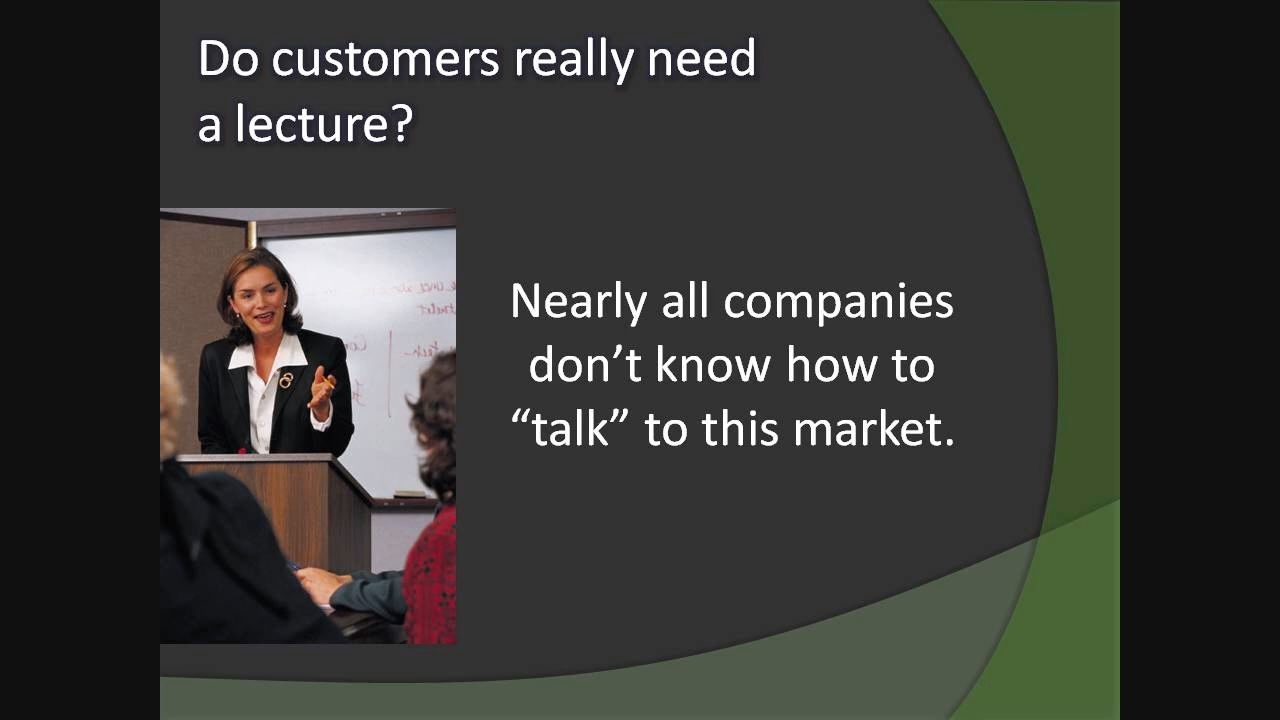 Do customers really need
a lecture?
Nearly all companies
don’t know how to
“talk” to this market.